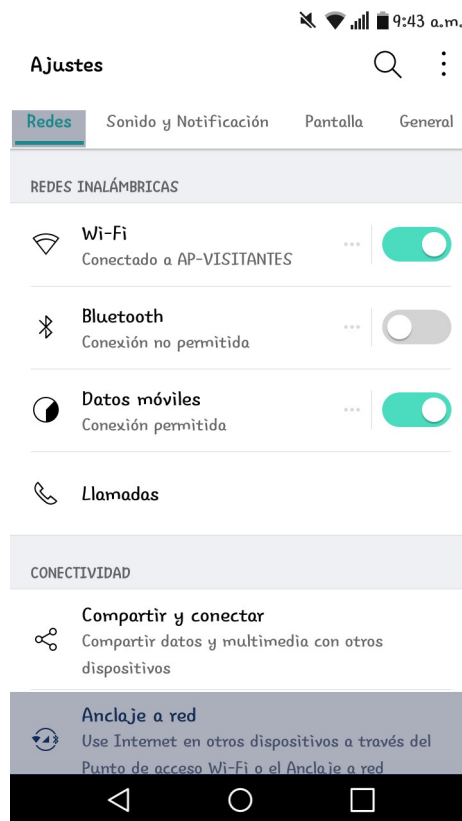 9:43 a.m.
Ajustes
Redes Sonido y Notificación Pantalla General
REDES INALÁMBRICAS
Wi-Fi
Conectado a AP-VISITANTES
Bluetooth
Conexión no permitida
Datos móviles
Conexión permitida
Llamadas
CONECTIVIDAD
Compartir y conectar
Compartir datos y multimedia con otros
dispositivos
Anclaje a red
Use Internet en otros dispositivos a través del
Punto de acceso Wi-Fi o el Anclaje a red